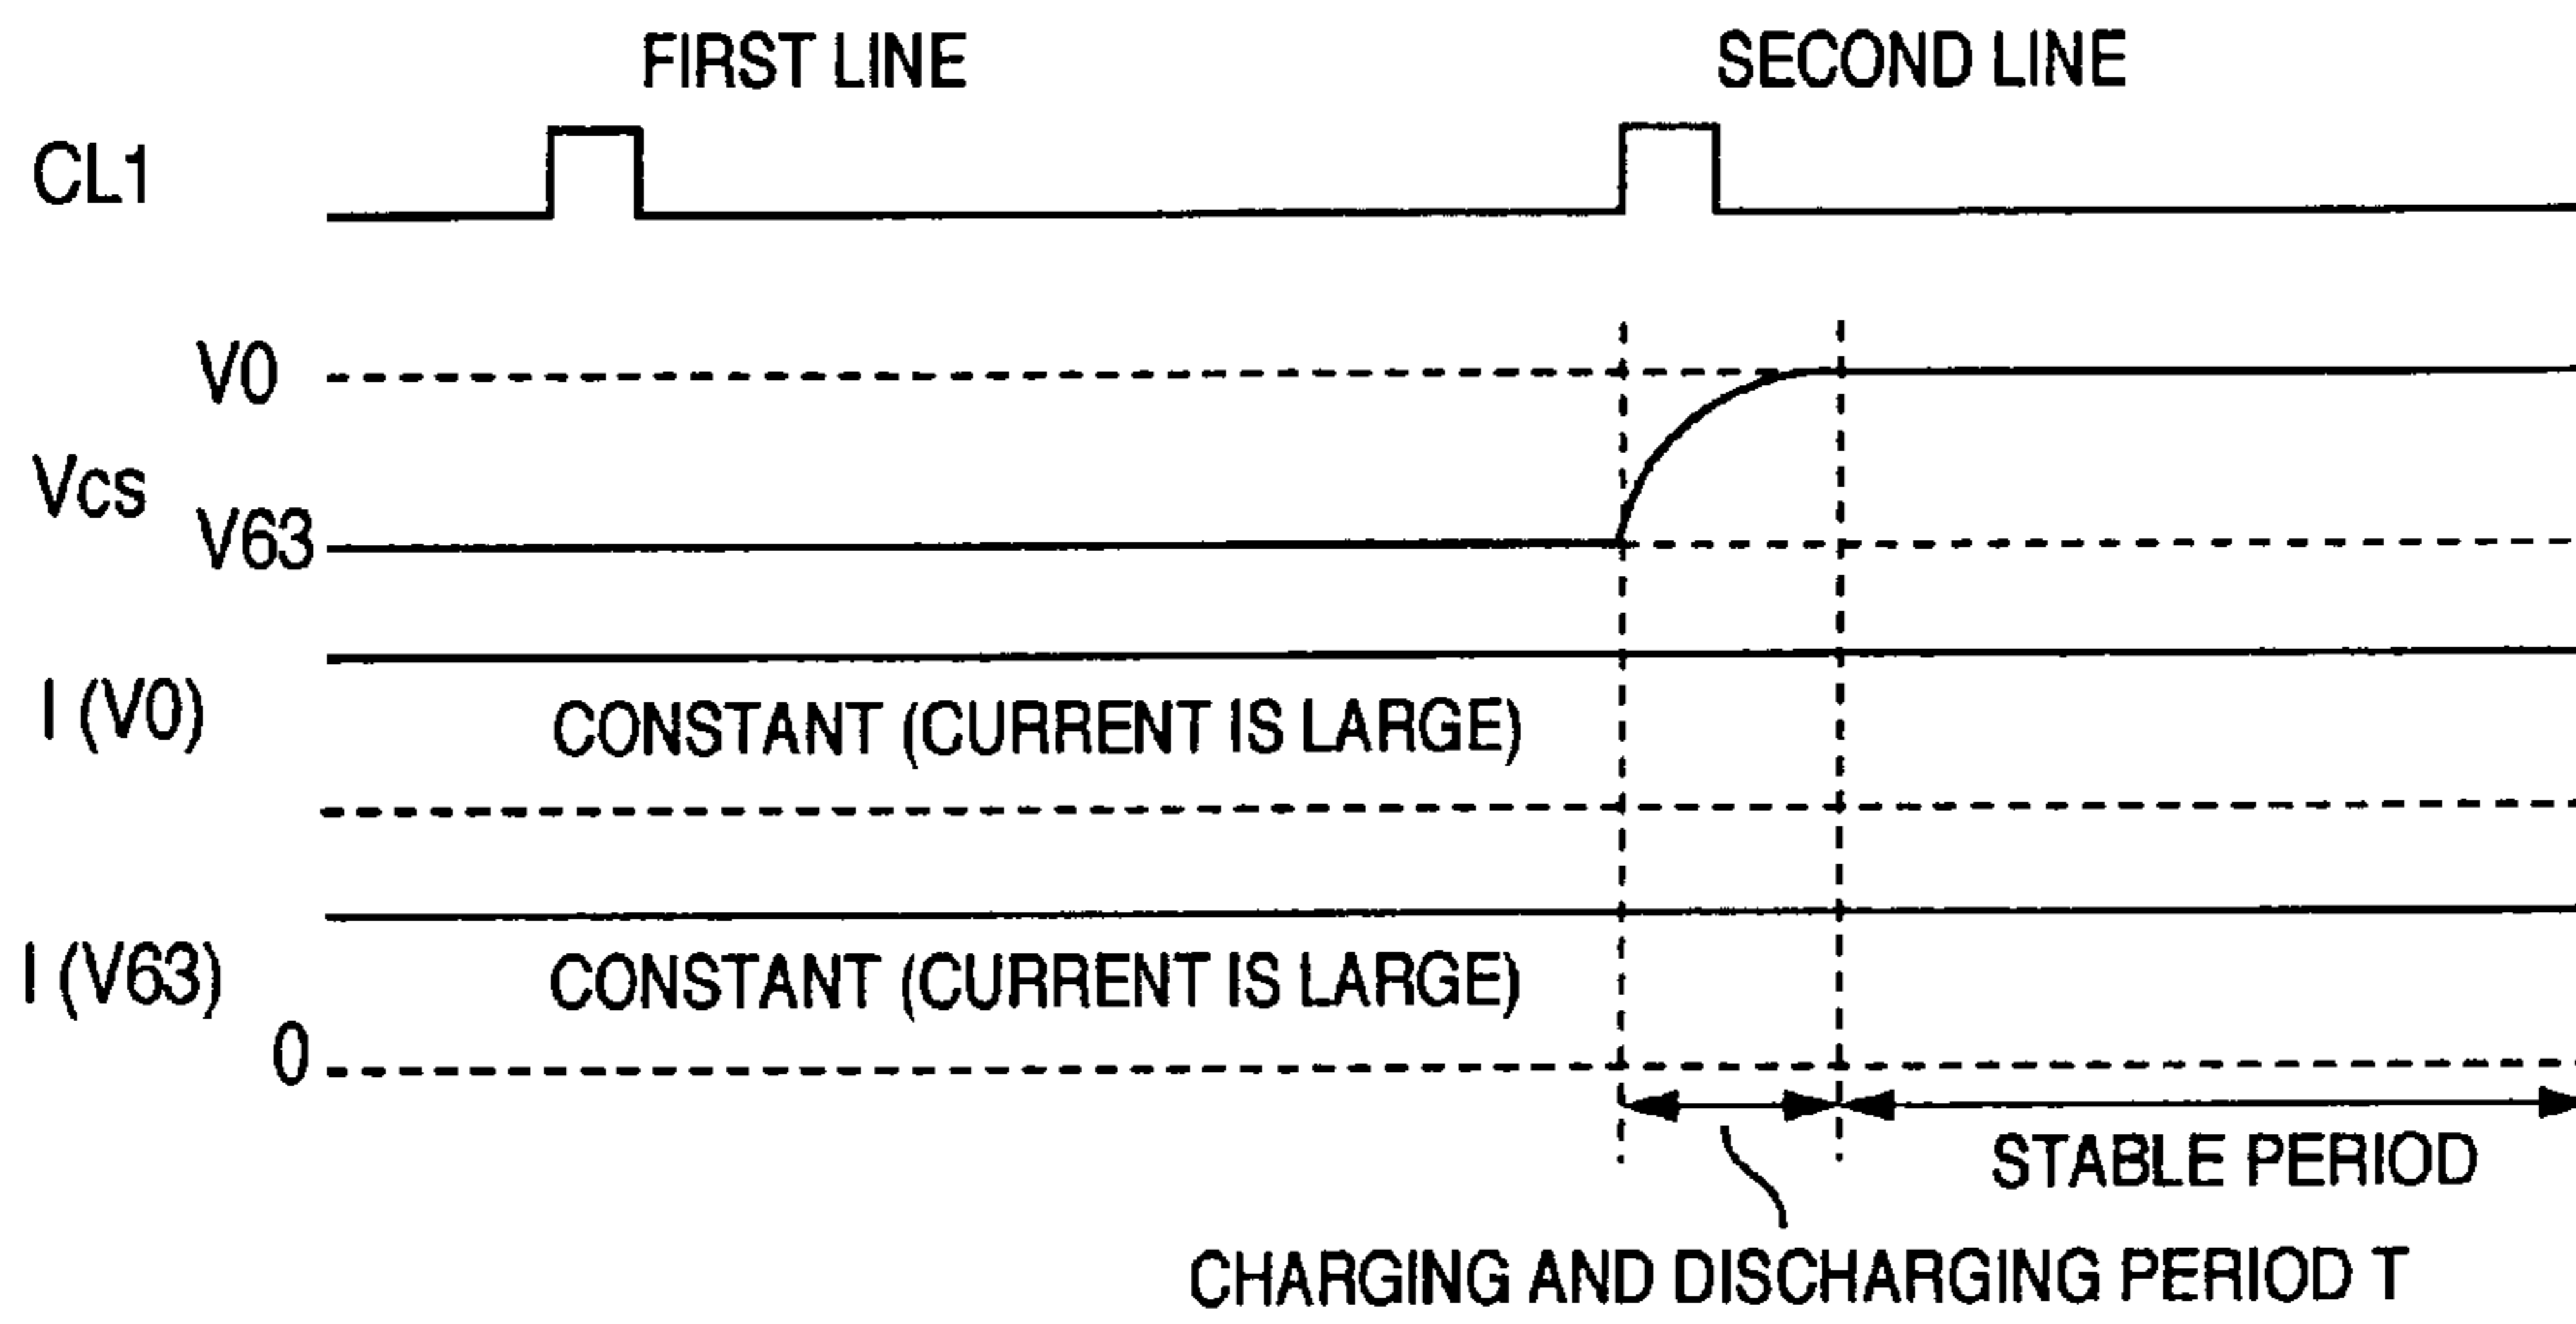 FIRST LINE
SECOND LINE
CL1
V0
Vcs
V63
I (V0)
CONSTANT (CURRENT IS LARGE)
I (V63)
CONSTANT (CURRENT IS LARGE)
0
STABLE PERIOD
CHARGING AND DISCHARGING PERIOD T